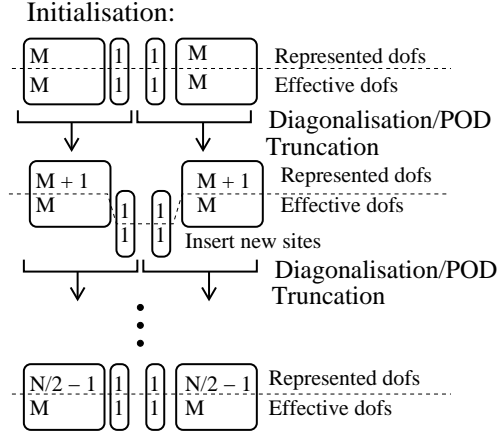 Initialisation:
M 1 1 M Represented dofs
M 1 1 M Effective dofs
Diagonalisation/POD
Truncation
M + 1 M + 1 Represented dofs
M 1 1 M Effective dofs
1 1 Insert new sites
Diagonalisation/POD
Truncation
N/2 – 1 1 1 N/2 – 1 Represented dofs
M 1 1 M Effective dofs